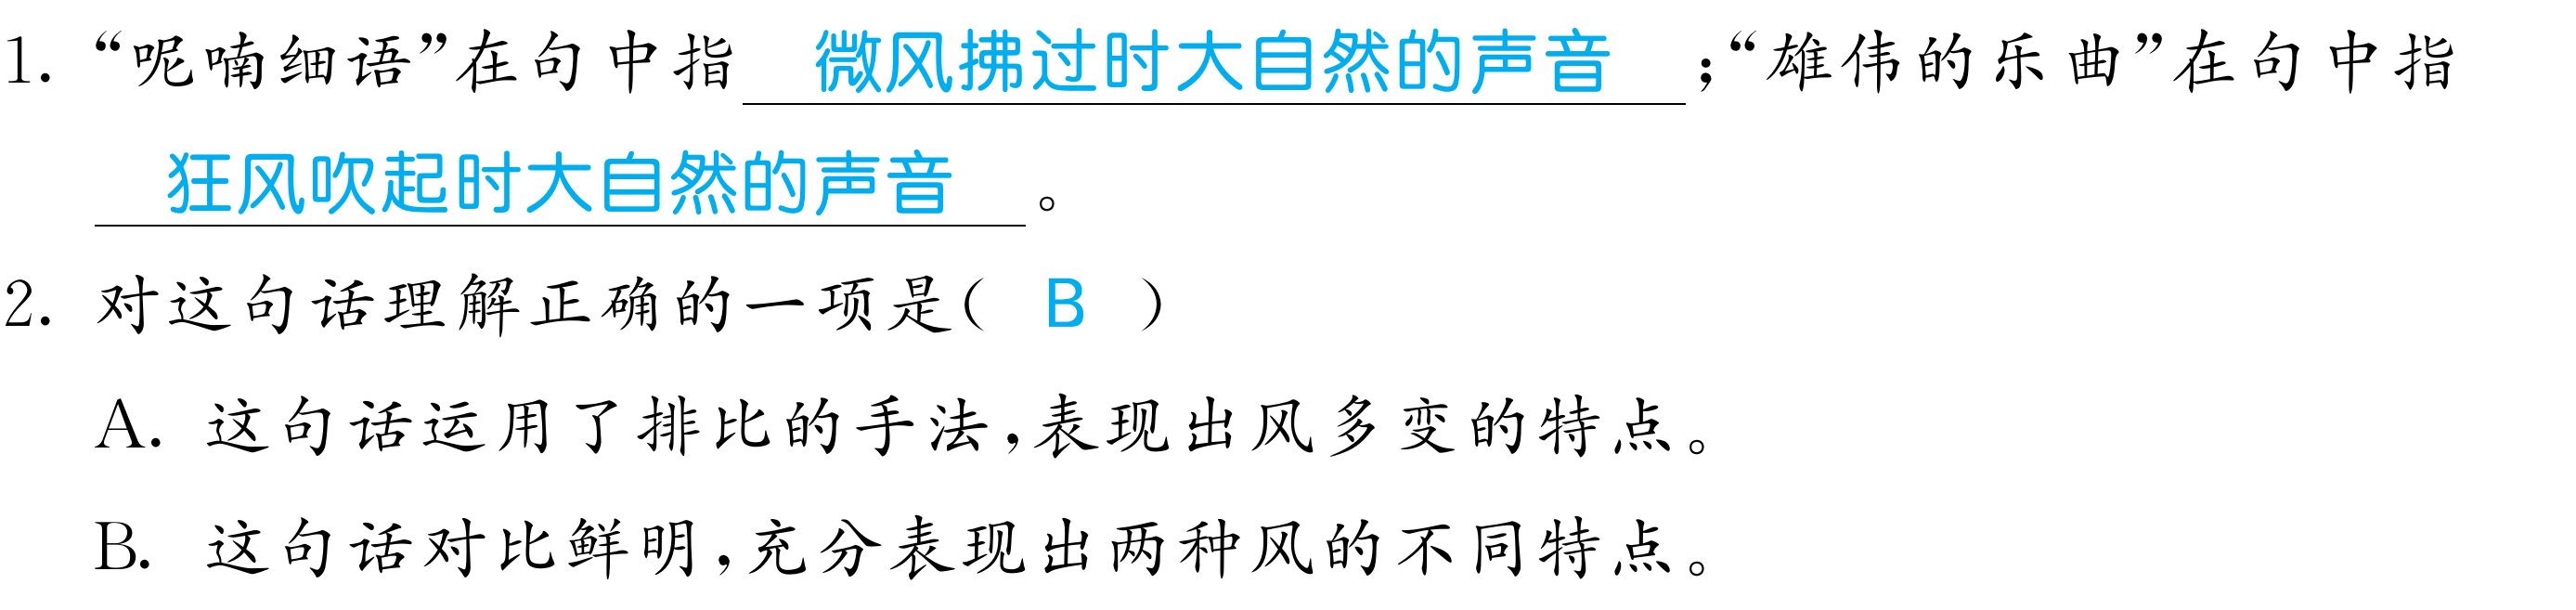 1. “呢喃细语”在句中指 微风拂过时大自然的声音 ;“雄伟的乐曲”在句中指
狂风吹起时大自然的声音 。
2. 对这句话理解正确的一项是( B )
A. 这句话运用了排比的手法,表现出风多变的特点。
B. 这句话对比鲜明,充分表现出两种风的不同特点。